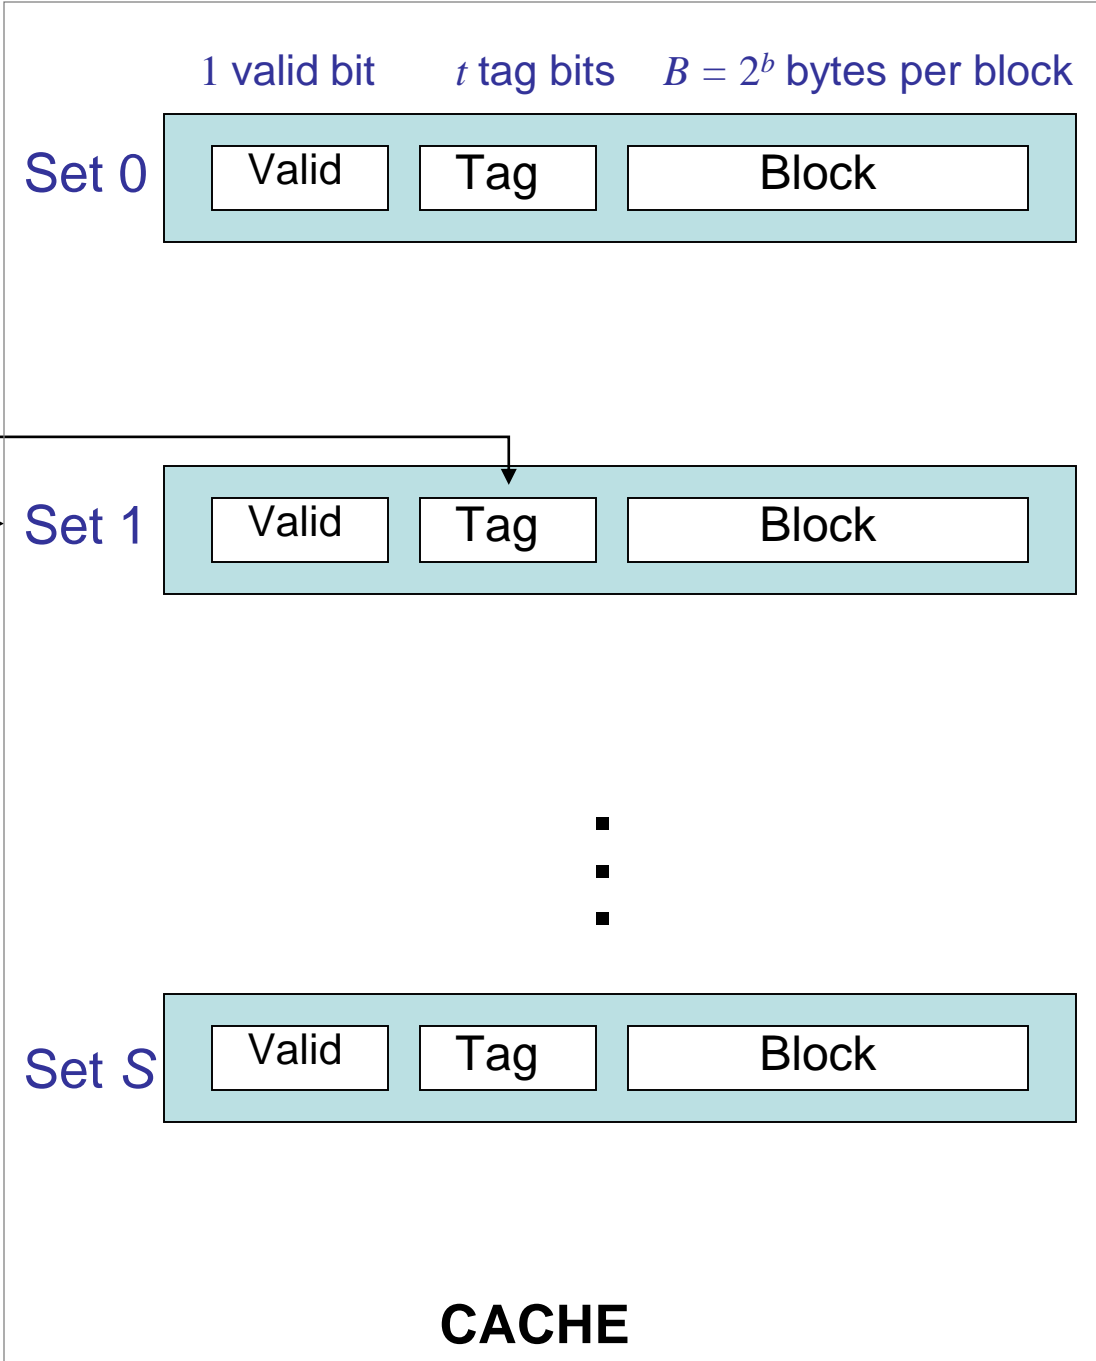 1 valid bit t tag bits B = 2^b bytes per block
Set 0 Valid Tag Block
Set 1 Valid Tag Block
Set S Valid Tag Block
CACHE